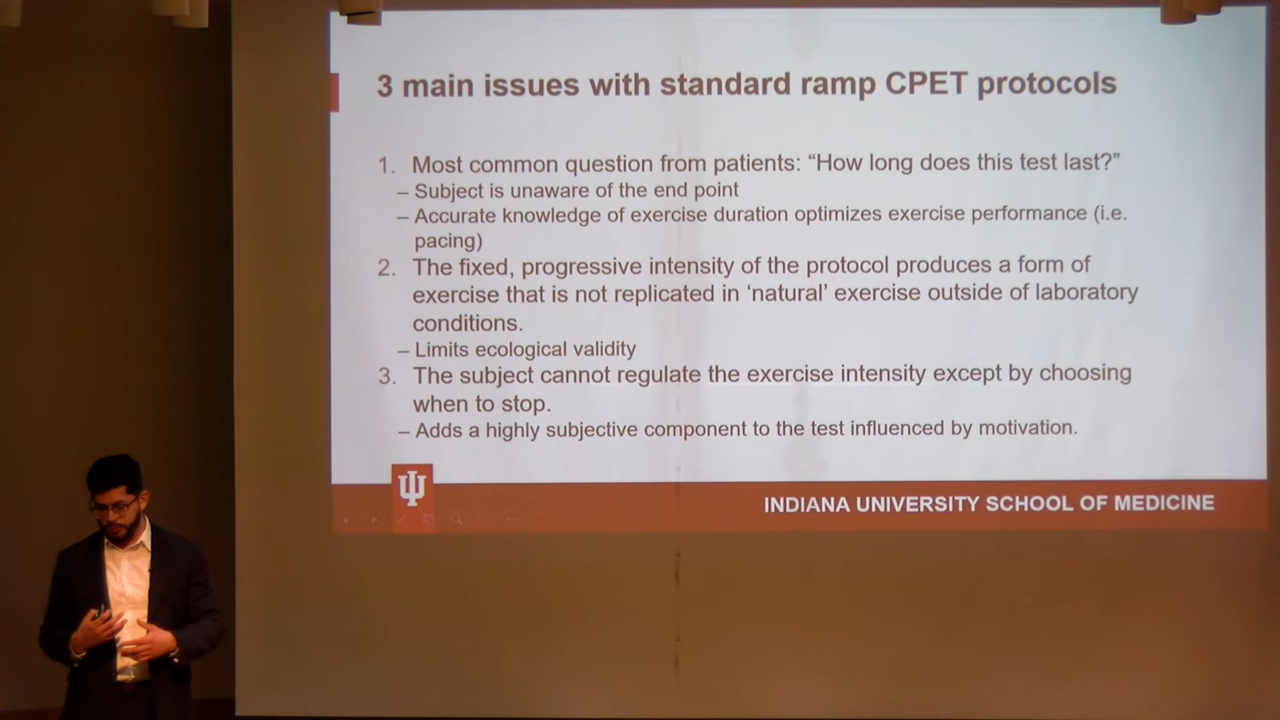 3 main issues with standard ramp CPET protocols
1. Most common question from patients: “How long does this test last?”
– Subject is unaware of the end point
– Accurate knowledge of exercise duration optimizes exercise performance (i.e.
pacing)
2. The fixed, progressive intensity of the protocol produces a form of
exercise that is not replicated in ‘natural’ exercise outside of laboratory
conditions.
– Limits ecological validity
3. The subject cannot regulate the exercise intensity except by choosing
when to stop.
– Adds a highly subjective component to the test influenced by motivation.
INDIANA UNIVERSITY SCHOOL OF MEDICINE